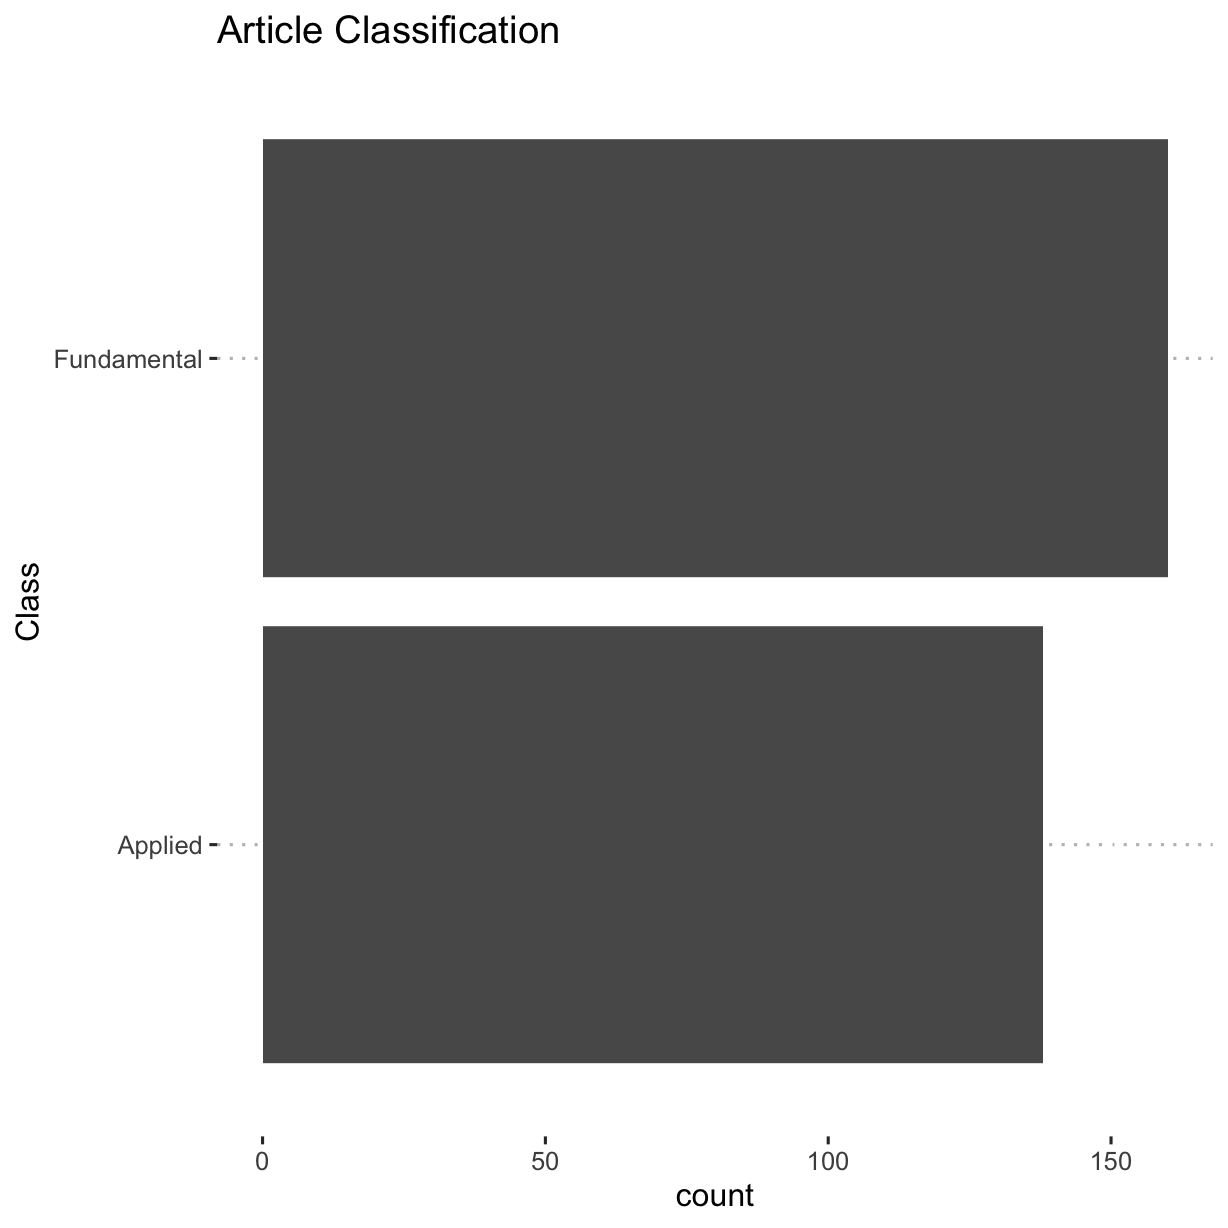 Article Classification
Fundamental
Class
Applied
0 50 100 150
count